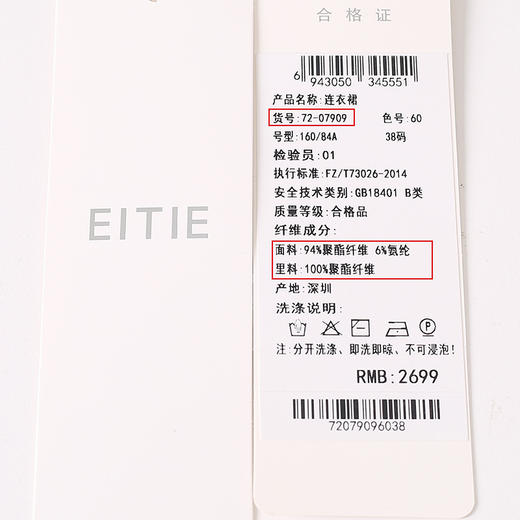 EITIE
合格证
6 943050 345551
产品名称:连衣裙
货号:72-07909 色号:60
号型:160/84A 38码
检验员:01
执行标准:FZ/T73026-2014
安全技术类别:GB18401 B类
质量等级:合格品
纤维成分:
面料:94%聚酯纤维 6%氨纶
里料:100%聚酯纤维
产地:深圳
洗涤说明:
P
注:分开洗涤、即洗即晾、不可浸泡!
RMB:2699
72079096038